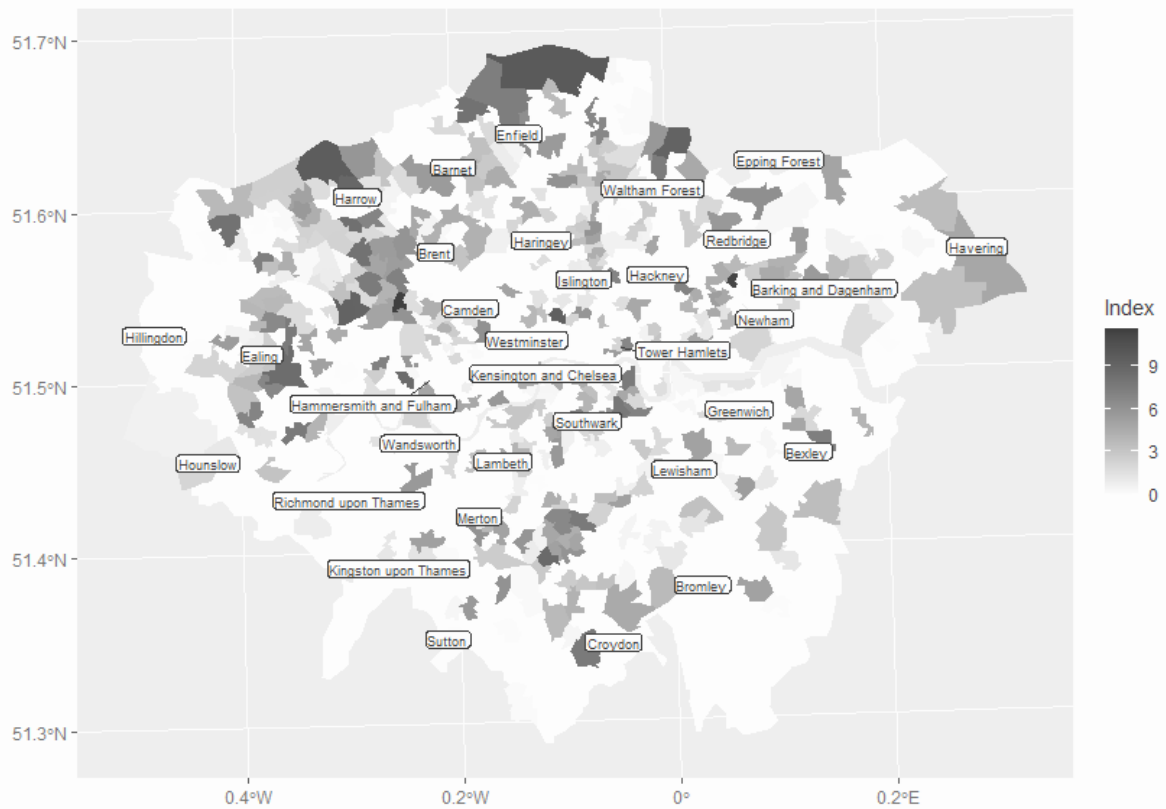 51.7°N
Enfield
Epping Forest
Barnet
Waltham Forest
Harrow
51.6°N
Redbridge
Haringey
Havering
Brent
Hackney
Islington
Barking and Dagenham
Index
Camden
Newham
Hillingdon
Westminster
Tower Hamlets
Ealing
9
51.5°N
Kensington and Chelsea
Hammersmith and Fulham
Greenwich
6
Southwark
Wandsworth
3
Bexley
Hounslow
Lambeth
Lewisham
0
Richmond upon Thames
Merton
51.4°N
Kingston upon Thames
Bromley
Sutton
Croydon
51.3°N
0.4°W
0.2°W
0°
0.2°E